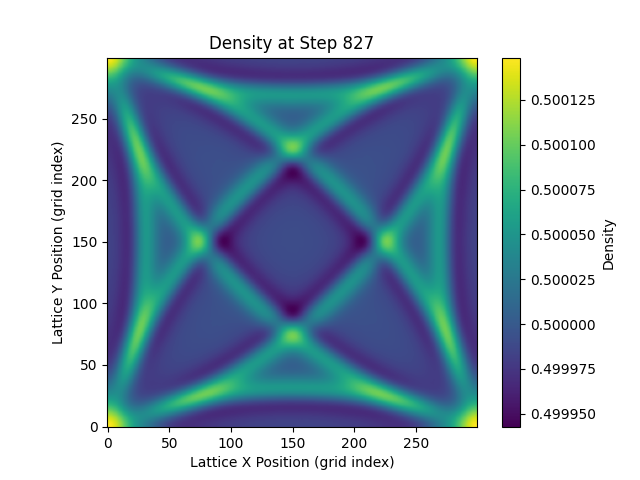 Density at Step 827
Lattice Y Position (grid index)
250
200
150
100
50
0
0 50 100 150 200 250
Lattice X Position (grid index)
0.500125
0.500100
0.500075
0.500050
0.500025
0.500000
0.499975
0.499950
Density